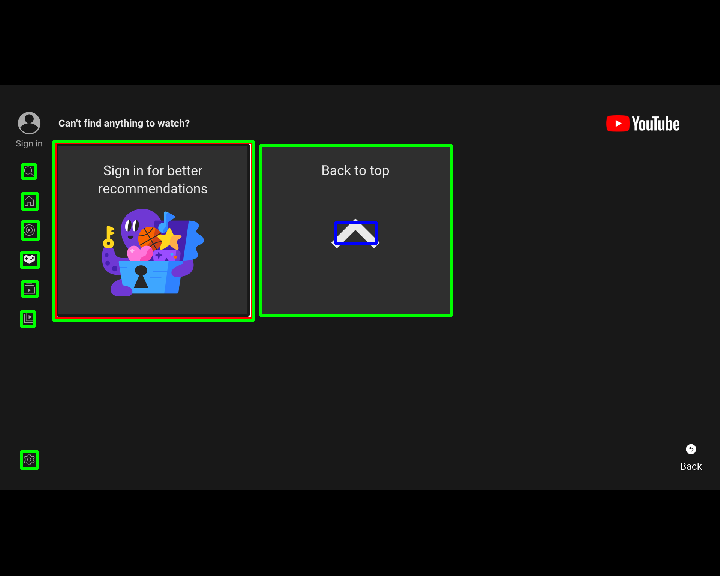 Can't find anything to watch?
YouTube
Sign in
Sign in for better
recommendations
Back to top
Back